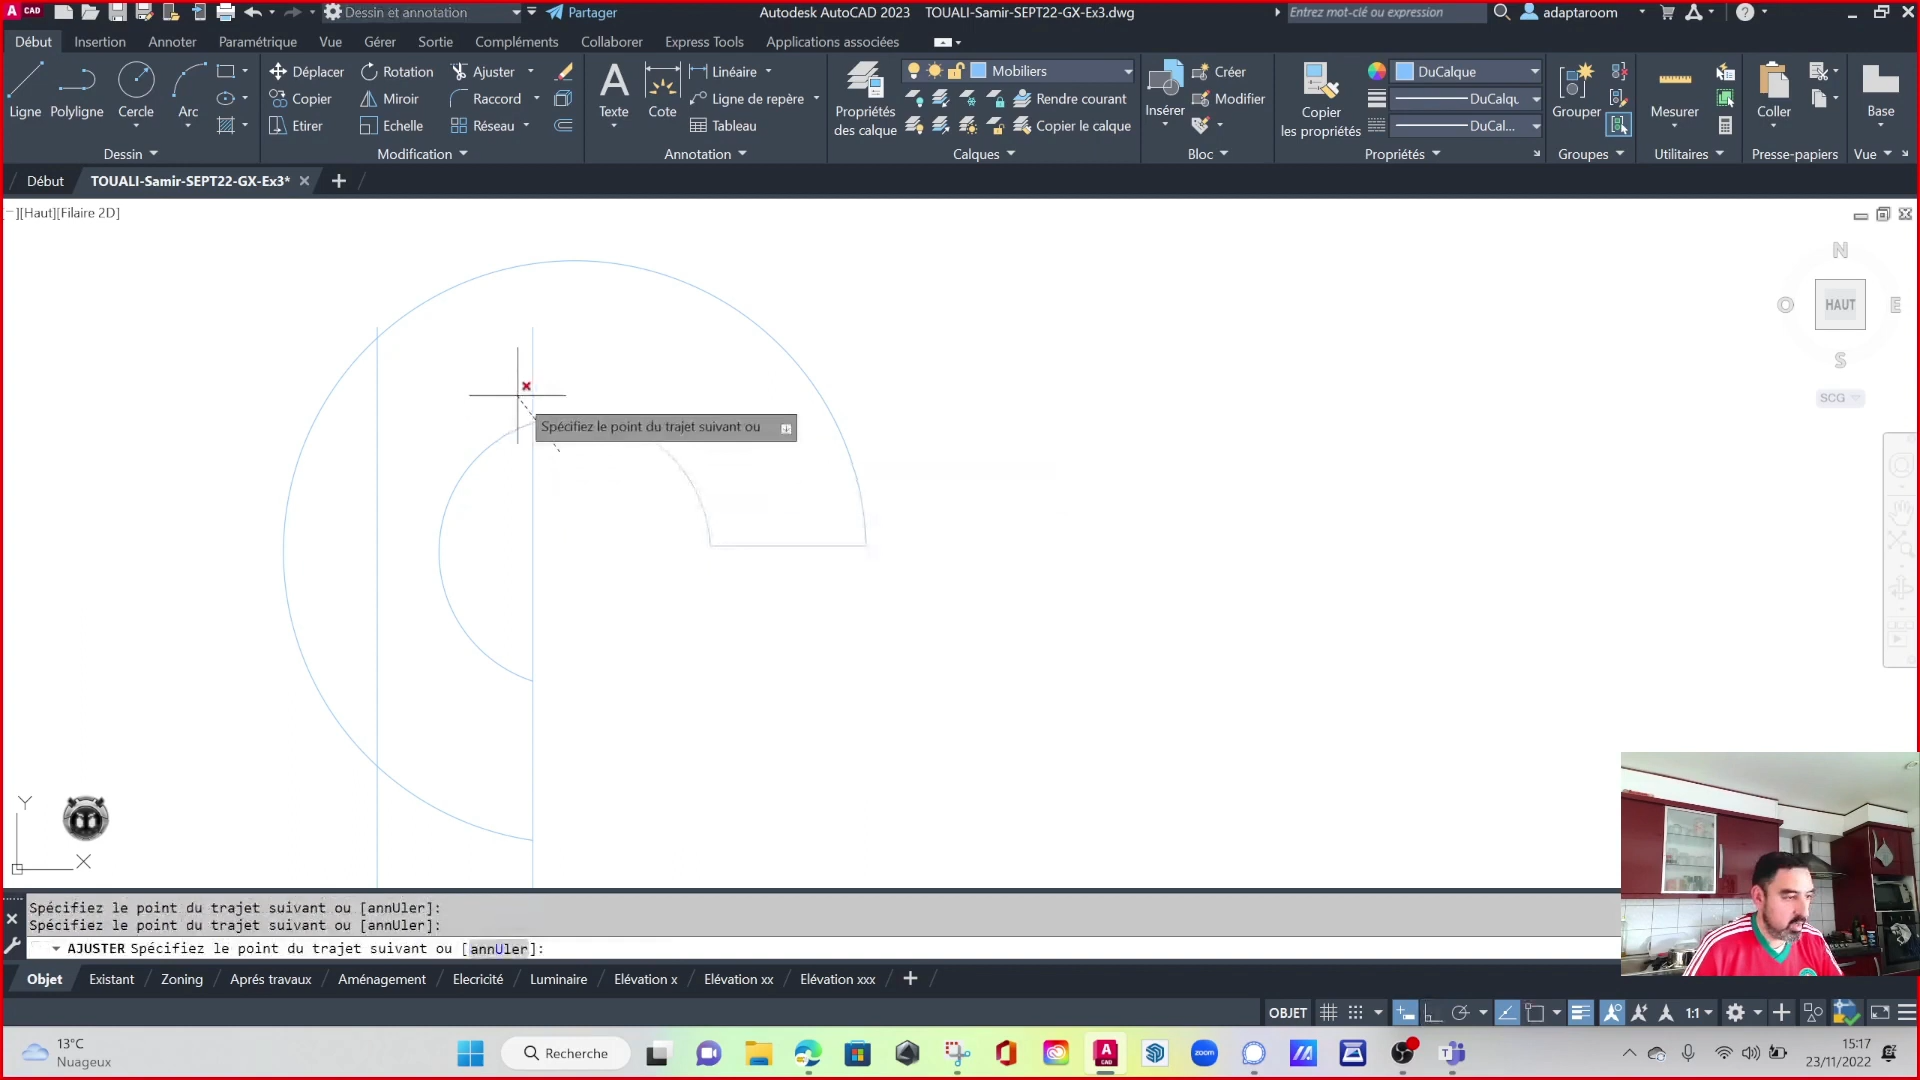 A CAD
Dessin et annotation
Partager
Autodesk AutoCAD 2023 TOUALI-Samir-SEPT22-GX-Ex3.dwg
Entrez mot-clé ou expression
adaptaroom
Début Insertion Annoter Paramétrique Vue Gérer Sortie Compléments Collaborer Express Tools Applications associées
Ligne Polyligne Cercle Arc
Dessin
Déplacer Rotation Ajuster
Copier Miroir Raccord
Etirer Echelle Réseau
Modification
Texte Cote
Linéaire
Ligne de repère
Tableau
Annotation
Propriétés
des calque
Mobiliers
Rendre courant
Copier le calque
Calques
Insérer
Créer
Modifier
Bloc
Copier
les propriétés
DuCalque
DuCalqu
DuCal...
Propriétés
Grouper
Groupes
Mesurer
Utilitaires
Coller
Presse-papiers
Base
Vue
Début TOUALI-Samir-SEPT22-GX-Ex3*
][Haut][Filaire 2D]
N
O HAUT E
S
SCG
Spécifiez le point du trajet suivant ou
Y
X
Spécifiez le point du trajet suivant ou [annUler]:
Spécifiez le point du trajet suivant ou [annUler]:
AJUSTER Spécifiez le point du trajet suivant ou [annUler]:
Objet Existant Zoning Aprés travaux Aménagement Elecricité Luminaire Elévation x Elévation xx Elévation xxx
OBJET 1:1
13°C
Nuageux
Recherche
zoom
15:17
23/11/2022